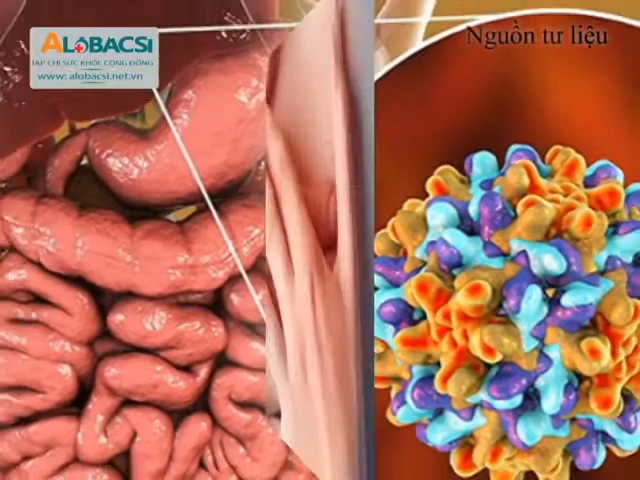 ALOBACSI
TẠP CHÍ SỨC KHỎE CỘNG ĐỒNG
www: alobacsi.net.vn
Nguồn tư liệu